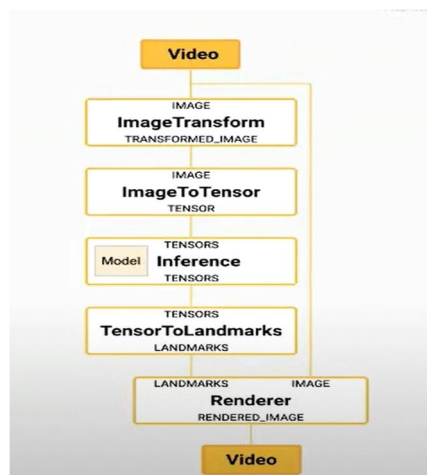 Video
IMAGE
ImageTransform
TRANSFORMED_IMAGE
IMAGE
ImageToTensor
TENSOR
TENSORS
Model Inference
TENSORS
TENSORS
TensorToLandmarks
LANDMARKS
LANDMARKS IMAGE
Renderer
RENDERED_IMAGE
Video